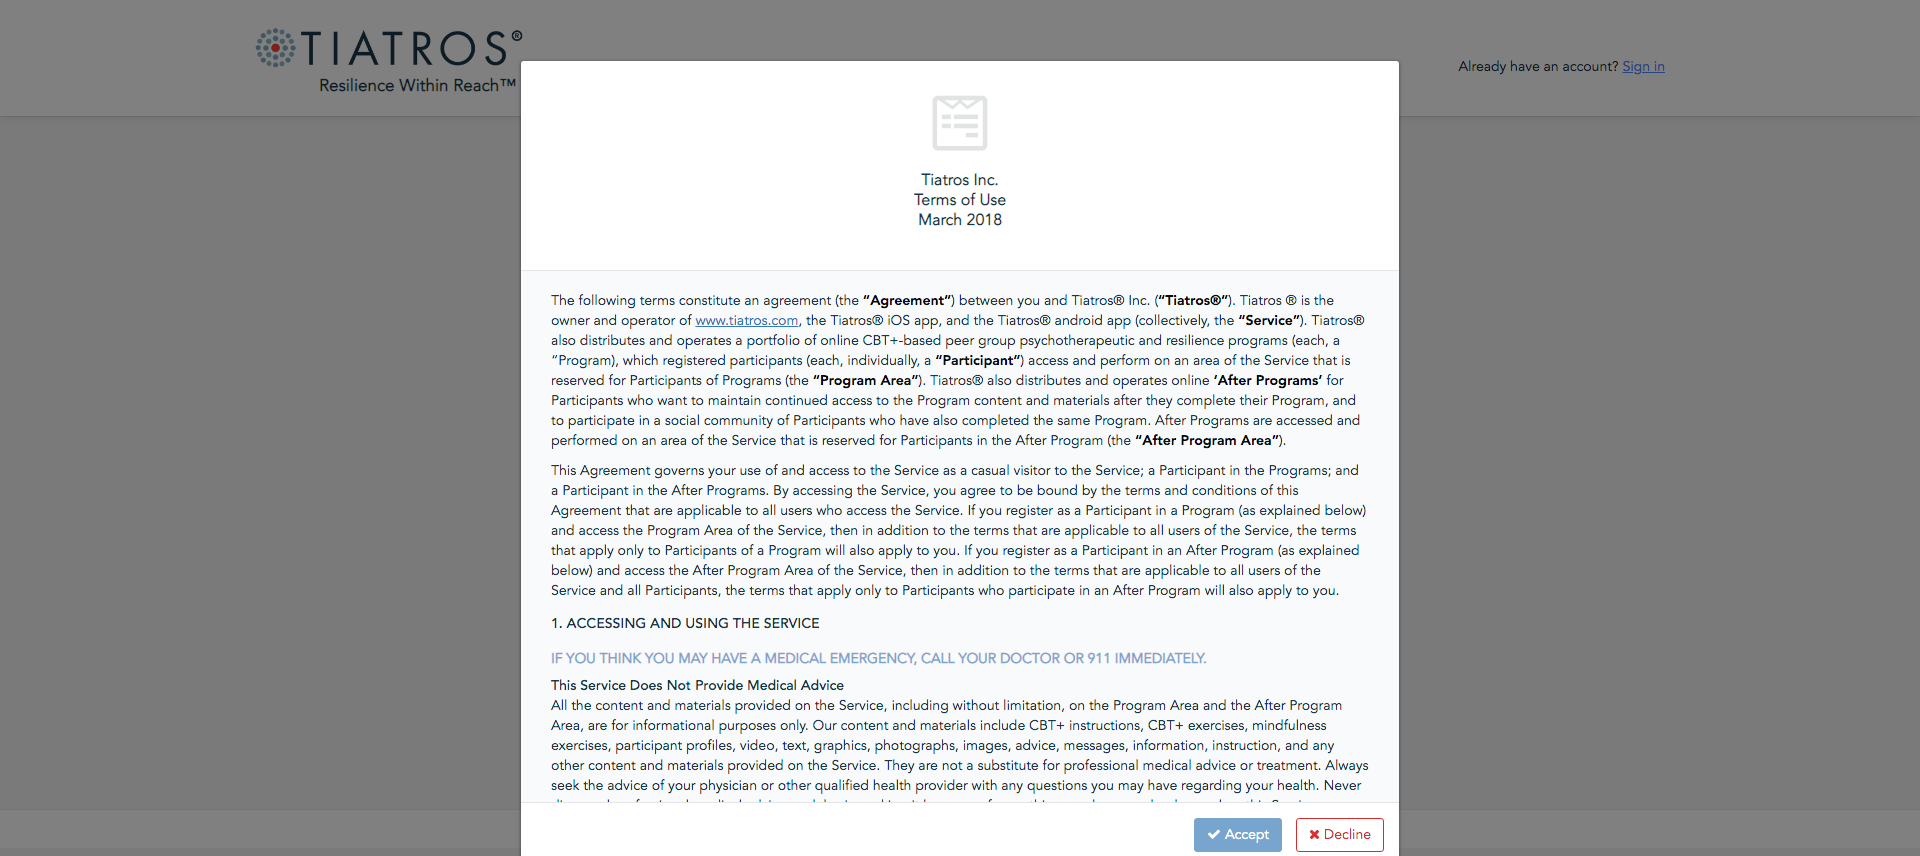 TIATROS®
Resilience Within Reach™
Already have an account? Sign in
Tiatros Inc.
Terms of Use
March 2018
The following terms constitute an agreement (the “Agreement”) between you and Tiatros® Inc. (“Tiatros®”). Tiatros ® is the
owner and operator of www.tiatros.com, the Tiatros® iOS app, and the Tiatros® android app (collectively, the “Service”). Tiatros®
also distributes and operates a portfolio of online CBT+-based peer group psychotherapeutic and resilience programs (each, a
“Program), which registered participants (each, individually, a “Participant”) access and perform on an area of the Service that is
reserved for Participants of Programs (the “Program Area”). Tiatros® also distributes and operates online ‘After Programs’ for
Participants who want to maintain continued access to the Program content and materials after they complete their Program, and
to participate in a social community of Participants who have also completed the same Program. After Programs are accessed and
performed on an area of the Service that is reserved for Participants in the After Program (the “After Program Area”).
This Agreement governs your use of and access to the Service as a casual visitor to the Service; a Participant in the Programs; and
a Participant in the After Programs. By accessing the Service, you agree to be bound by the terms and conditions of this
Agreement that are applicable to all users who access the Service. If you register as a Participant in a Program (as explained below)
and access the Program Area of the Service, then in addition to the terms that are applicable to all users of the Service, the terms
that apply only to Participants of a Program will also apply to you. If you register as a Participant in an After Program (as explained
below) and access the After Program Area of the Service, then in addition to the terms that are applicable to all users of the
Service and all Participants, the terms that apply only to Participants who participate in an After Program will also apply to you.
1. ACCESSING AND USING THE SERVICE
IF YOU THINK YOU MAY HAVE A MEDICAL EMERGENCY, CALL YOUR DOCTOR OR 911 IMMEDIATELY.
This Service Does Not Provide Medical Advice
All the content and materials provided on the Service, including without limitation, on the Program Area and the After Program
Area, are for informational purposes only. Our content and materials include CBT+ instructions, CBT+ exercises, mindfulness
exercises, participant profiles, video, text, graphics, photographs, images, advice, messages, information, instruction, and any
other content and materials provided on the Service. They are not a substitute for professional medical advice or treatment. Always
seek the advice of your physician or other qualified health provider with any questions you may have regarding your health. Never
Accept
Decline